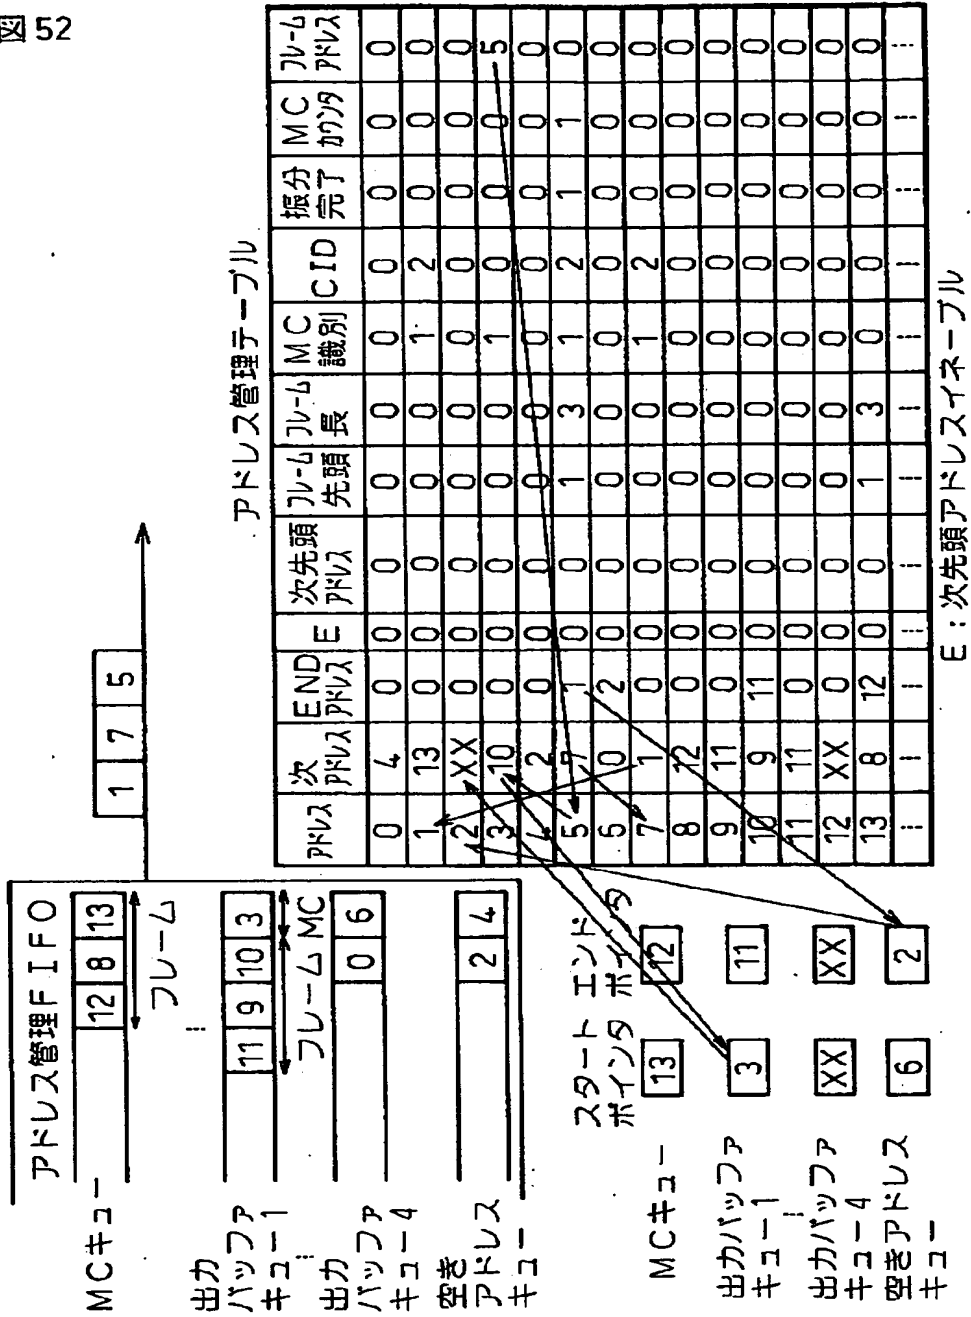 図52
アドレス管理FIFO
MCキュー 12 8 13
フレーム
1 7 5
⋮
出力バッファキュー1 11 9 10 3
フレーム MC
⋮
出力バッファキュー4 0 6
空きアドレスキュー 2 4
アドレス管理テーブル
アドレス 次アドレス ENDアドレス E 次先頭アドレス フレーム先頭 フレーム長 MC識別 CID 振分完了 MCカウンタ フレームアドレス
0 4 0 0 0 0 0 0 0 0 0 0
1 13 0 0 0 0 0 1 2 0 0 0
2 XX 0 0 0 0 0 0 0 0 0 0
3 10 0 0 0 0 0 1 0 0 0 5
4 2 0 0 0 0 0 0 0 0 0 0
5 7 1 0 0 1 3 1 2 1 1 0
6 0 2 0 0 0 0 0 0 0 0 0
7 1 0 0 0 0 0 1 2 0 0 0
8 12 0 0 0 0 0 0 0 0 0 0
9 11 0 0 0 0 0 0 0 0 0 0
10 9 11 0 0 0 0 0 0 0 0 0
11 11 0 0 0 0 0 0 0 0 0 0
12 XX 0 0 0 0 0 0 0 0 0 0
13 8 12 0 0 1 3 0 0 0 0 0
⋮ ⋮ ⋮ ⋮ ⋮ ⋮ ⋮ ⋮ ⋮ ⋮ ⋮ ⋮
E:次先頭アドレスイネーブル
スタートポインタ エンドポインタ
MCキュー 13 12
出力バッファキュー1 3 11
⋮
出力バッファキュー4 XX XX
空きアドレスキュー 6 2